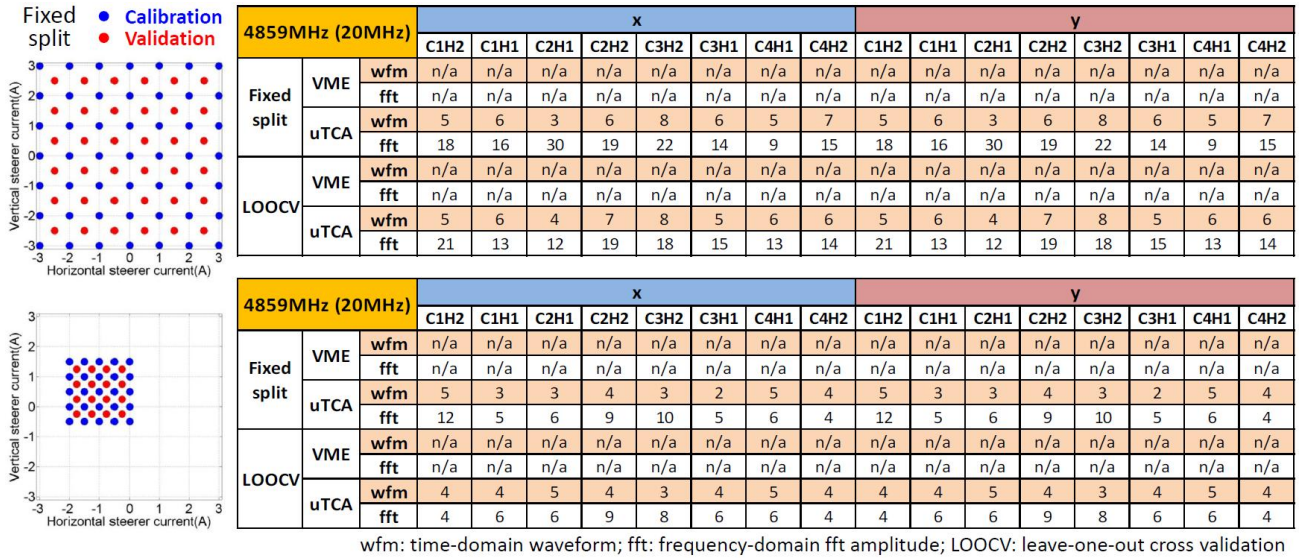 Fixed split
Calibration
Validation
3
2
1
0
-1
-2
-3
Vertical steerer current(A)
-3 -2 -1 0 1 2 3
Horizontal steerer current(A)
4859MHz (20MHz) x y
C1H2 C1H1 C2H1 C2H2 C3H2 C3H1 C4H1 C4H2 C1H2 C1H1 C2H1 C2H2 C3H2 C3H1 C4H1 C4H2
Fixed split VME wfm n/a n/a n/a n/a n/a n/a n/a n/a n/a n/a n/a n/a n/a n/a n/a n/a
fft n/a n/a n/a n/a n/a n/a n/a n/a n/a n/a n/a n/a n/a n/a n/a n/a
uTCA wfm 5 6 3 6 8 6 5 7 5 6 3 6 8 6 5 7
fft 18 16 30 19 22 14 9 15 18 16 30 19 22 14 9 15
LOOCV VME wfm n/a n/a n/a n/a n/a n/a n/a n/a n/a n/a n/a n/a n/a n/a n/a n/a
fft n/a n/a n/a n/a n/a n/a n/a n/a n/a n/a n/a n/a n/a n/a n/a n/a
uTCA wfm 5 6 4 7 8 5 6 6 5 6 4 7 8 5 6 6
fft 21 13 12 19 18 15 13 14 21 13 12 19 18 15 13 14
3
2
1
0
-1
-2
-3
Vertical steerer current(A)
-3 -2 -1 0 1 2 3
Horizontal steerer current(A)
4859MHz (20MHz) x y
C1H2 C1H1 C2H1 C2H2 C3H2 C3H1 C4H1 C4H2 C1H2 C1H1 C2H1 C2H2 C3H2 C3H1 C4H1 C4H2
Fixed split VME wfm n/a n/a n/a n/a n/a n/a n/a n/a n/a n/a n/a n/a n/a n/a n/a n/a
fft n/a n/a n/a n/a n/a n/a n/a n/a n/a n/a n/a n/a n/a n/a n/a n/a
uTCA wfm 5 3 3 4 3 2 5 4 5 3 3 4 3 2 5 4
fft 12 5 6 9 10 5 6 4 12 5 6 9 10 5 6 4
LOOCV VME wfm n/a n/a n/a n/a n/a n/a n/a n/a n/a n/a n/a n/a n/a n/a n/a n/a
fft n/a n/a n/a n/a n/a n/a n/a n/a n/a n/a n/a n/a n/a n/a n/a n/a
uTCA wfm 4 4 5 4 3 4 5 4 4 4 5 4 3 4 5 4
fft 4 6 6 9 8 6 6 4 4 6 6 9 8 6 6 4
wfm: time-domain waveform; fft: frequency-domain fft amplitude; LOOCV: leave-one-out cross validation